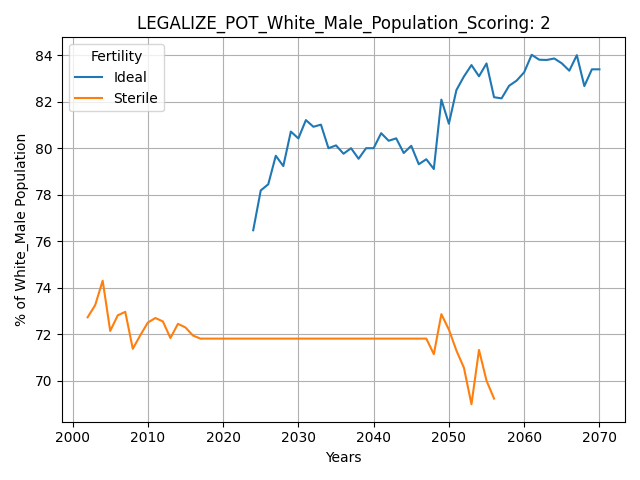 LEGALIZE_POT_White_Male_Population_Scoring: 2
Fertility
Ideal
Sterile
% of White_Male Population
84
82
80
78
76
74
72
70
2000 2010 2020 2030 2040 2050 2060 2070
Years